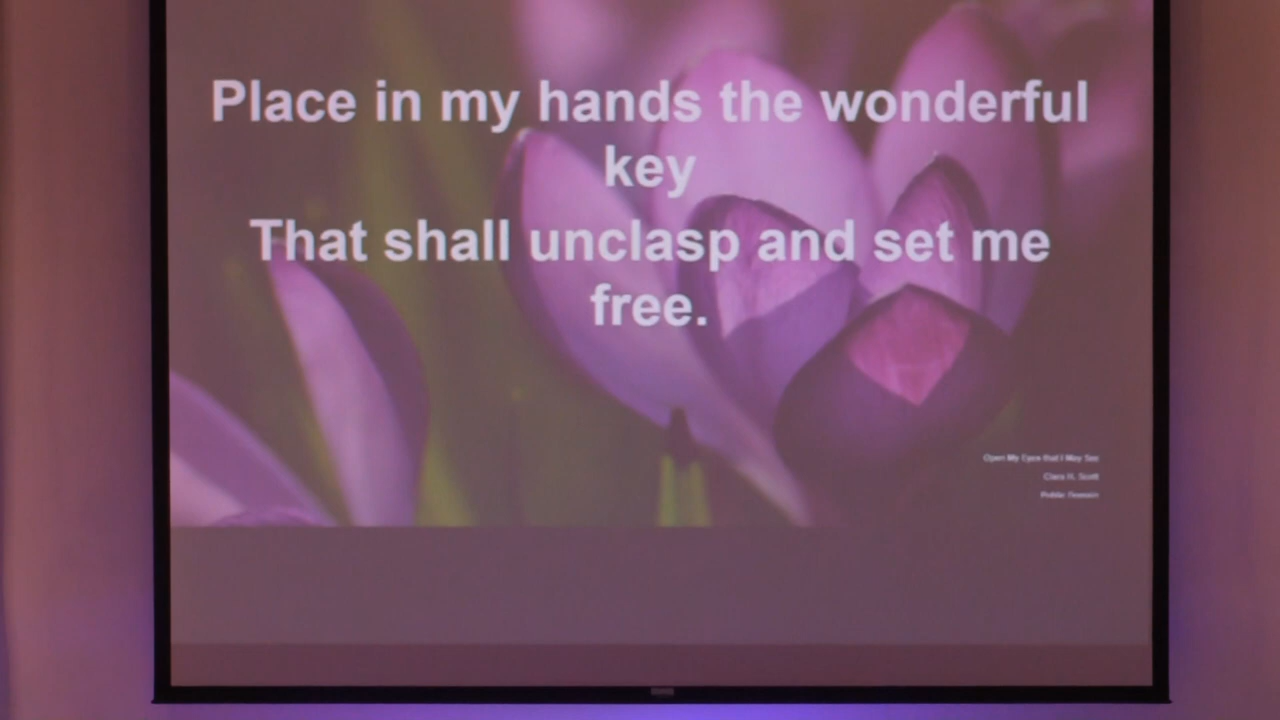 Place in my hands the wonderful
key
That shall unclasp and set me
free.
Open My Eyes that I May See
Clara H. Scott
Public Domain